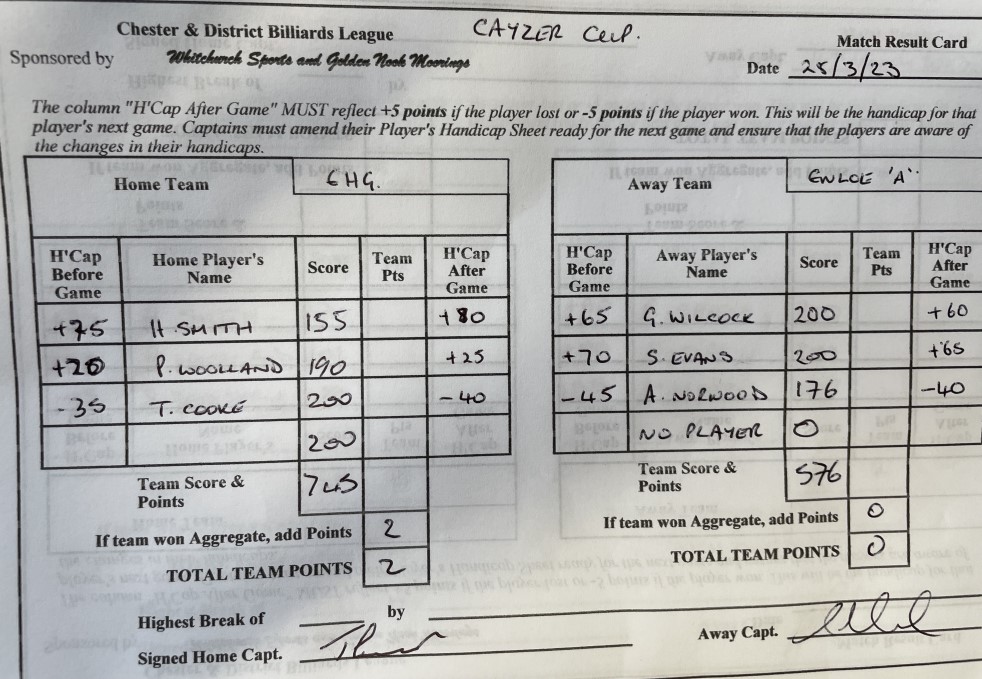 Chester & District Billiards League
CAYZER CUP.
Match Result Card
Sponsored by Whitchurch Sports and Golden Nook Moorings
Date 25/3/23
The column "H'Cap After Game" MUST reflect +5 points if the player lost or -5 points if the player won. This will be the handicap for that
player's next game. Captains must amend their Player's Handicap Sheet ready for the next game and ensure that the players are aware of
the changes in their handicaps.
Home Team GHG.
H'Cap Before Game Home Player's Name Score Team Pts H'Cap After Game
+75 H. SMITH 155 +80
+20 P. WOOLLAND 190 +25
-35 T. COOKE 200 -40
200
Team Score & Points 745
If team won Aggregate, add Points 2
TOTAL TEAM POINTS 2
Highest Break of by
Signed Home Capt.
Away Team ENLOE 'A'
H'Cap Before Game Away Player's Name Score Team Pts H'Cap After Game
+65 G. WILCOCK 200 +60
+70 S. EVANS 200 +65
-45 A. NORWOOD 176 -40
NO PLAYER 0
Team Score & Points 576
If team won Aggregate, add Points 0
TOTAL TEAM POINTS 0
Away Capt.